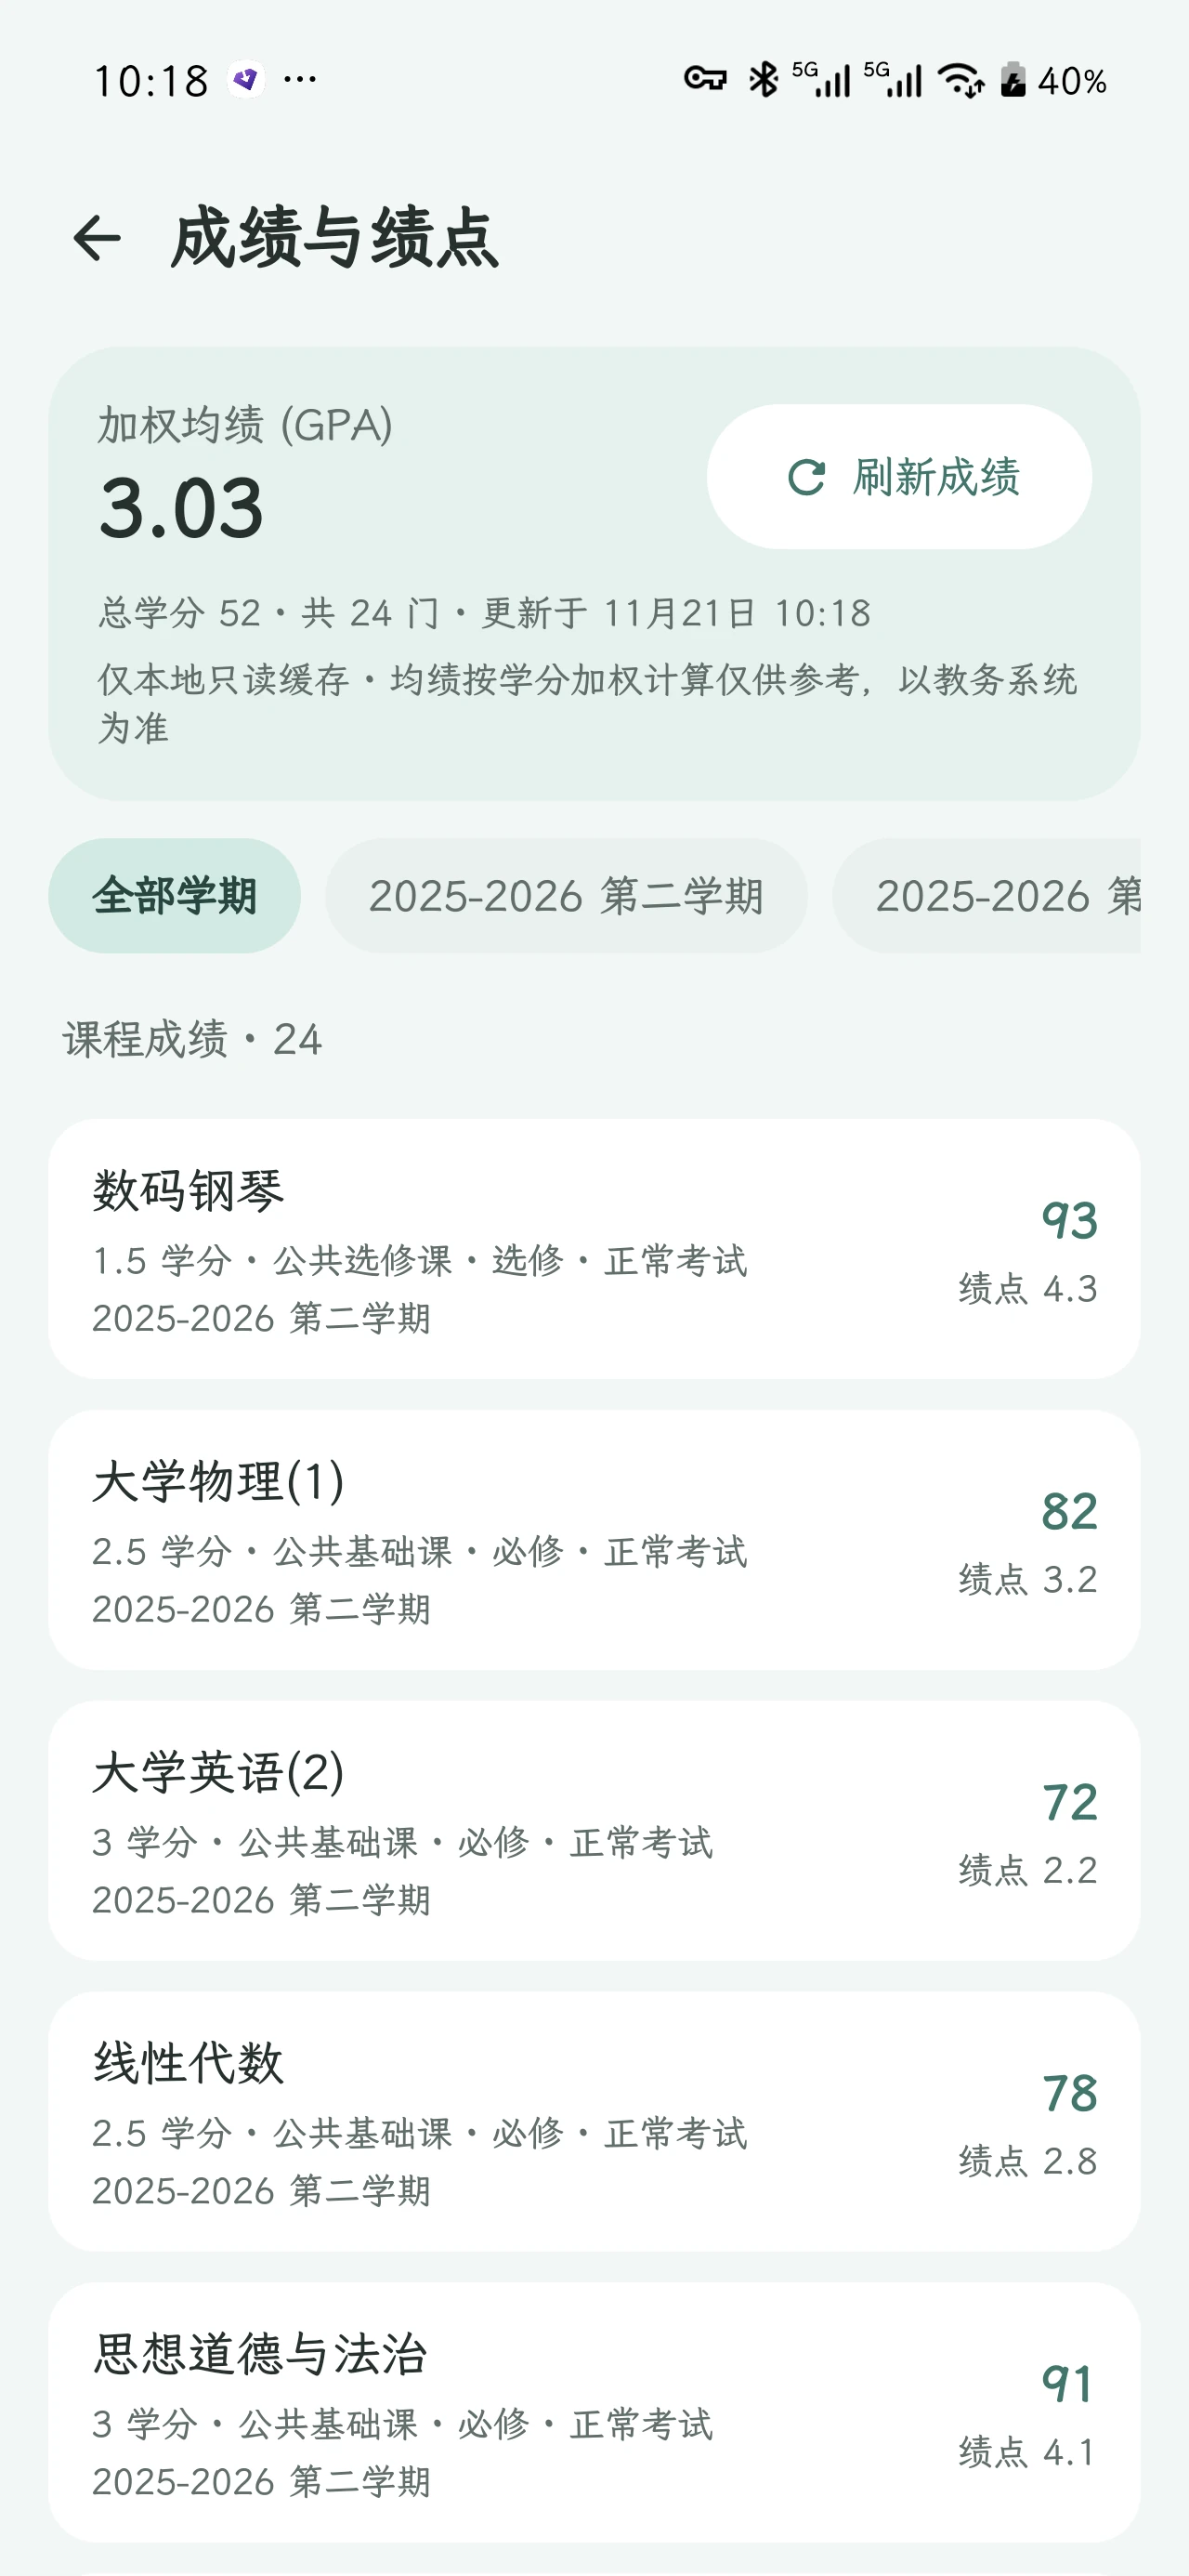 10:18 ··· 5G 5G 40%
成绩与绩点
加权均绩 (GPA)
3.03
刷新成绩
总学分 52 · 共 24 门 · 更新于 11月21日 10:18
仅本地只读缓存 · 均绩按学分加权计算仅供参考，以教务系统
为准
全部学期 2025-2026 第二学期 2025-2026 第
课程成绩 · 24
数码钢琴
93
1.5 学分 · 公共选修课 · 选修 · 正常考试
绩点 4.3
2025-2026 第二学期
大学物理(1)
82
2.5 学分 · 公共基础课 · 必修 · 正常考试
绩点 3.2
2025-2026 第二学期
大学英语(2)
72
3 学分 · 公共基础课 · 必修 · 正常考试
绩点 2.2
2025-2026 第二学期
线性代数
78
2.5 学分 · 公共基础课 · 必修 · 正常考试
绩点 2.8
2025-2026 第二学期
思想道德与法治
91
3 学分 · 公共基础课 · 必修 · 正常考试
绩点 4.1
2025-2026 第二学期